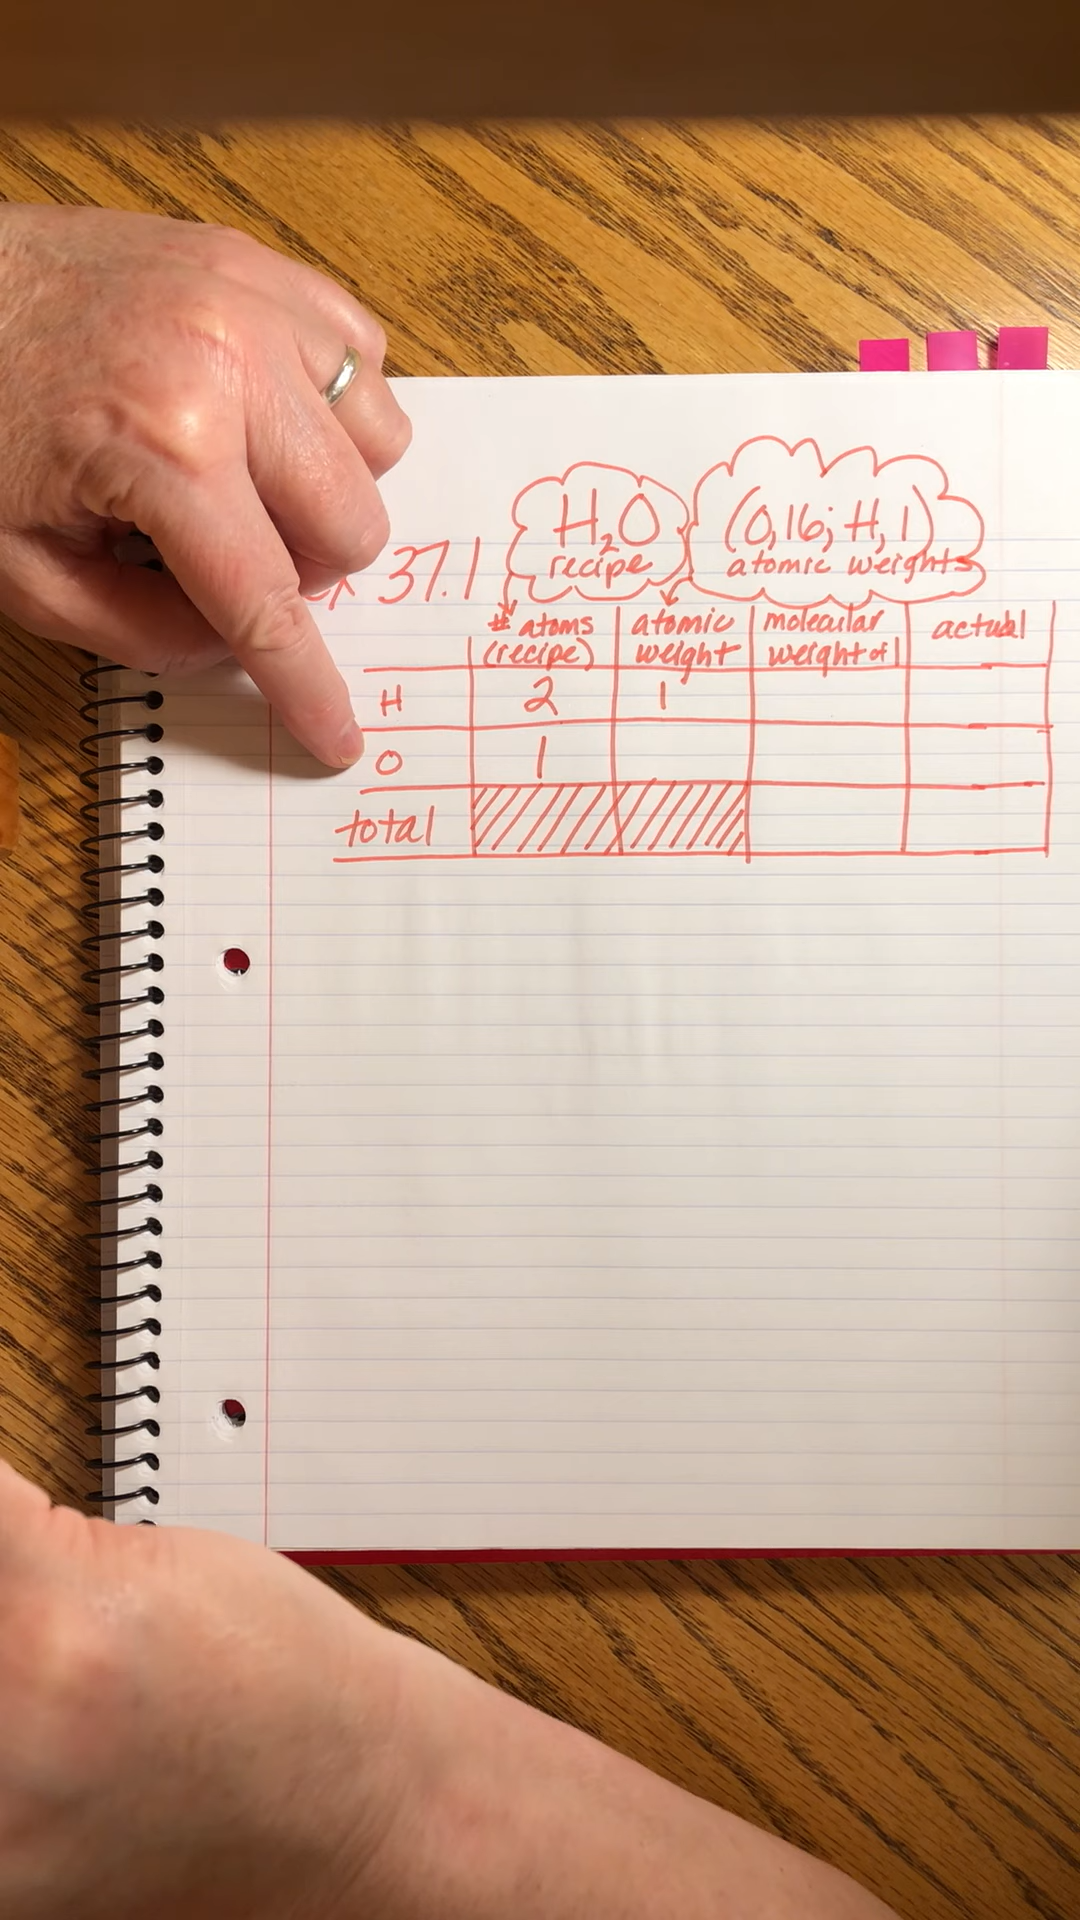 H₂O (O,16; H,1)
recipe atomic weights
37.1
# atoms (recipe) atomic weight molecular weight of 1 actual
H 2 1
O 1
total